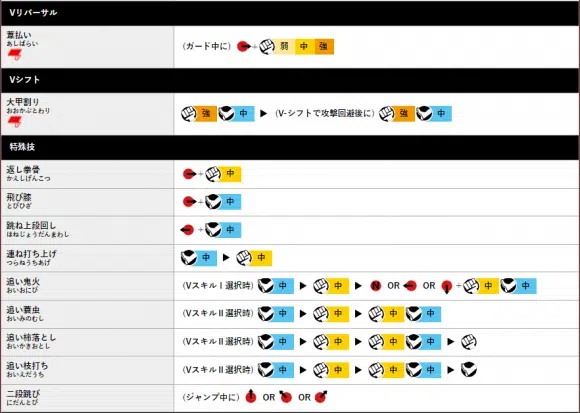 Vリバーサル
葦払い
あしばらい
(ガード中に) + 弱 中 強
Vシフト
大甲割り
おおかぶとわり
強 中 ▶ (V-シフトで攻撃回避後に) 強 中
特殊技
返し拳骨
かえしげんこつ
+ 中
飛び膝
とびひざ
+ 中
跳ね上段回し
はねじょうだんまわし
+ 中
連ね打ち上げ
つらねうちあげ
中 ▶ 中
追い鬼火
おいおにび
(VスキルⅠ選択時) 中 ▶ 中 ▶ N OR OR + 中 中
追い蓑虫
おいみのむし
(VスキルⅡ選択時) 中 ▶ 中 ▶ 中 中
追い柿落とし
おいかきおとし
(VスキルⅡ選択時) 中 ▶ 中 ▶ 中 中 ▶
追い枝打ち
おいえだうち
(VスキルⅡ選択時) 中 ▶ 中 ▶ 中 中 ▶
二段跳び
にだんとび
(ジャンプ中に) OR OR